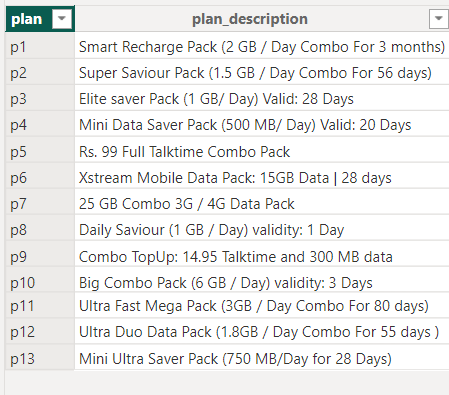 plan plan_description
p1 Smart Recharge Pack (2 GB / Day Combo For 3 months)
p2 Super Saviour Pack (1.5 GB / Day Combo For 56 days)
p3 Elite saver Pack (1 GB/ Day) Valid: 28 Days
p4 Mini Data Saver Pack (500 MB/ Day) Valid: 20 Days
p5 Rs. 99 Full Talktime Combo Pack
p6 Xstream Mobile Data Pack: 15GB Data | 28 days
p7 25 GB Combo 3G / 4G Data Pack
p8 Daily Saviour (1 GB / Day) validity: 1 Day
p9 Combo TopUp: 14.95 Talktime and 300 MB data
p10 Big Combo Pack (6 GB / Day) validity: 3 Days
p11 Ultra Fast Mega Pack (3GB / Day Combo For 80 days)
p12 Ultra Duo Data Pack (1.8GB / Day Combo For 55 days )
p13 Mini Ultra Saver Pack (750 MB/Day for 28 Days)